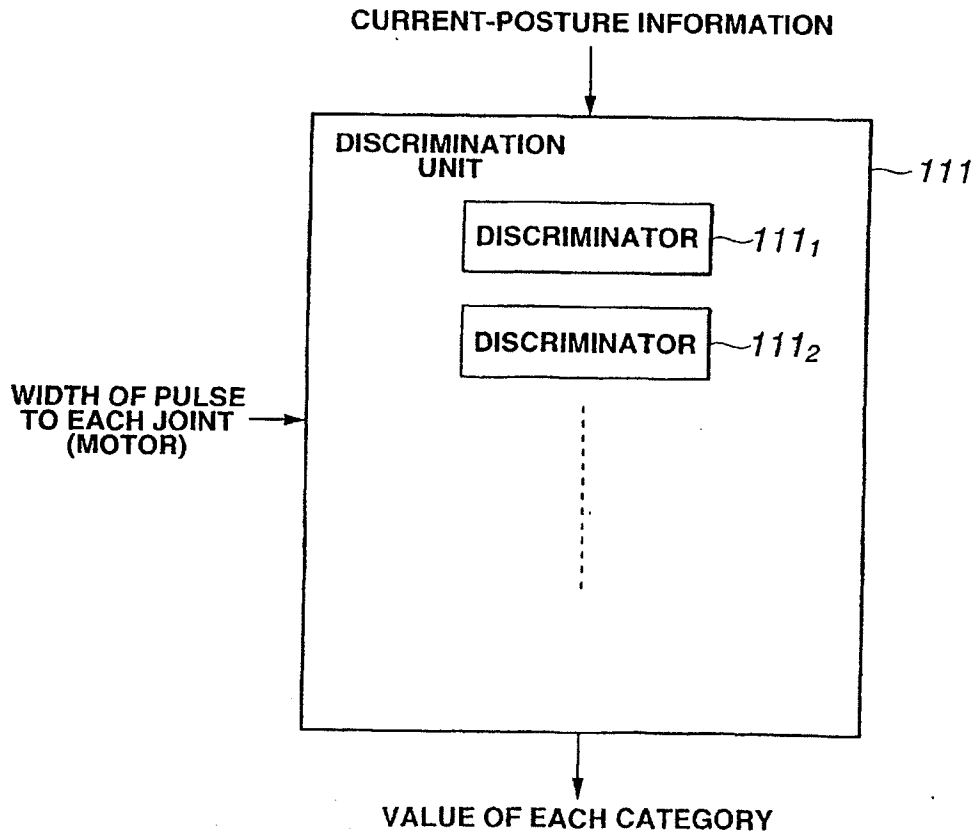 CURRENT-POSTURE INFORMATION
DISCRIMINATION
UNIT
111
DISCRIMINATOR 111₁
DISCRIMINATOR 111₂
WIDTH OF PULSE
TO EACH JOINT
(MOTOR)
VALUE OF EACH CATEGORY